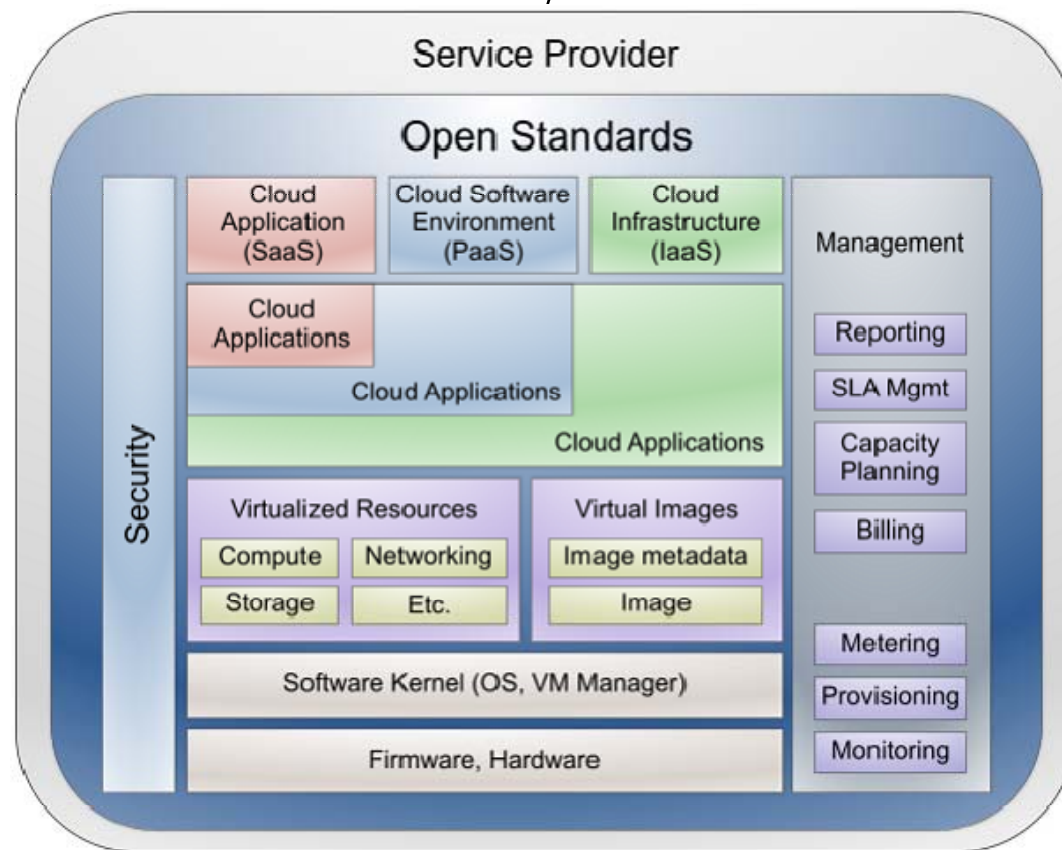 Service Provider
Open Standards
Security
Cloud
Application
(SaaS)
Cloud Software
Environment
(PaaS)
Cloud
Infrastructure
(IaaS)
Cloud
Applications
Cloud Applications
Cloud Applications
Virtualized Resources
Compute
Networking
Storage
Etc.
Virtual Images
Image metadata
Image
Software Kernel (OS, VM Manager)
Firmware, Hardware
Management
Reporting
SLA Mgmt
Capacity
Planning
Billing
Metering
Provisioning
Monitoring